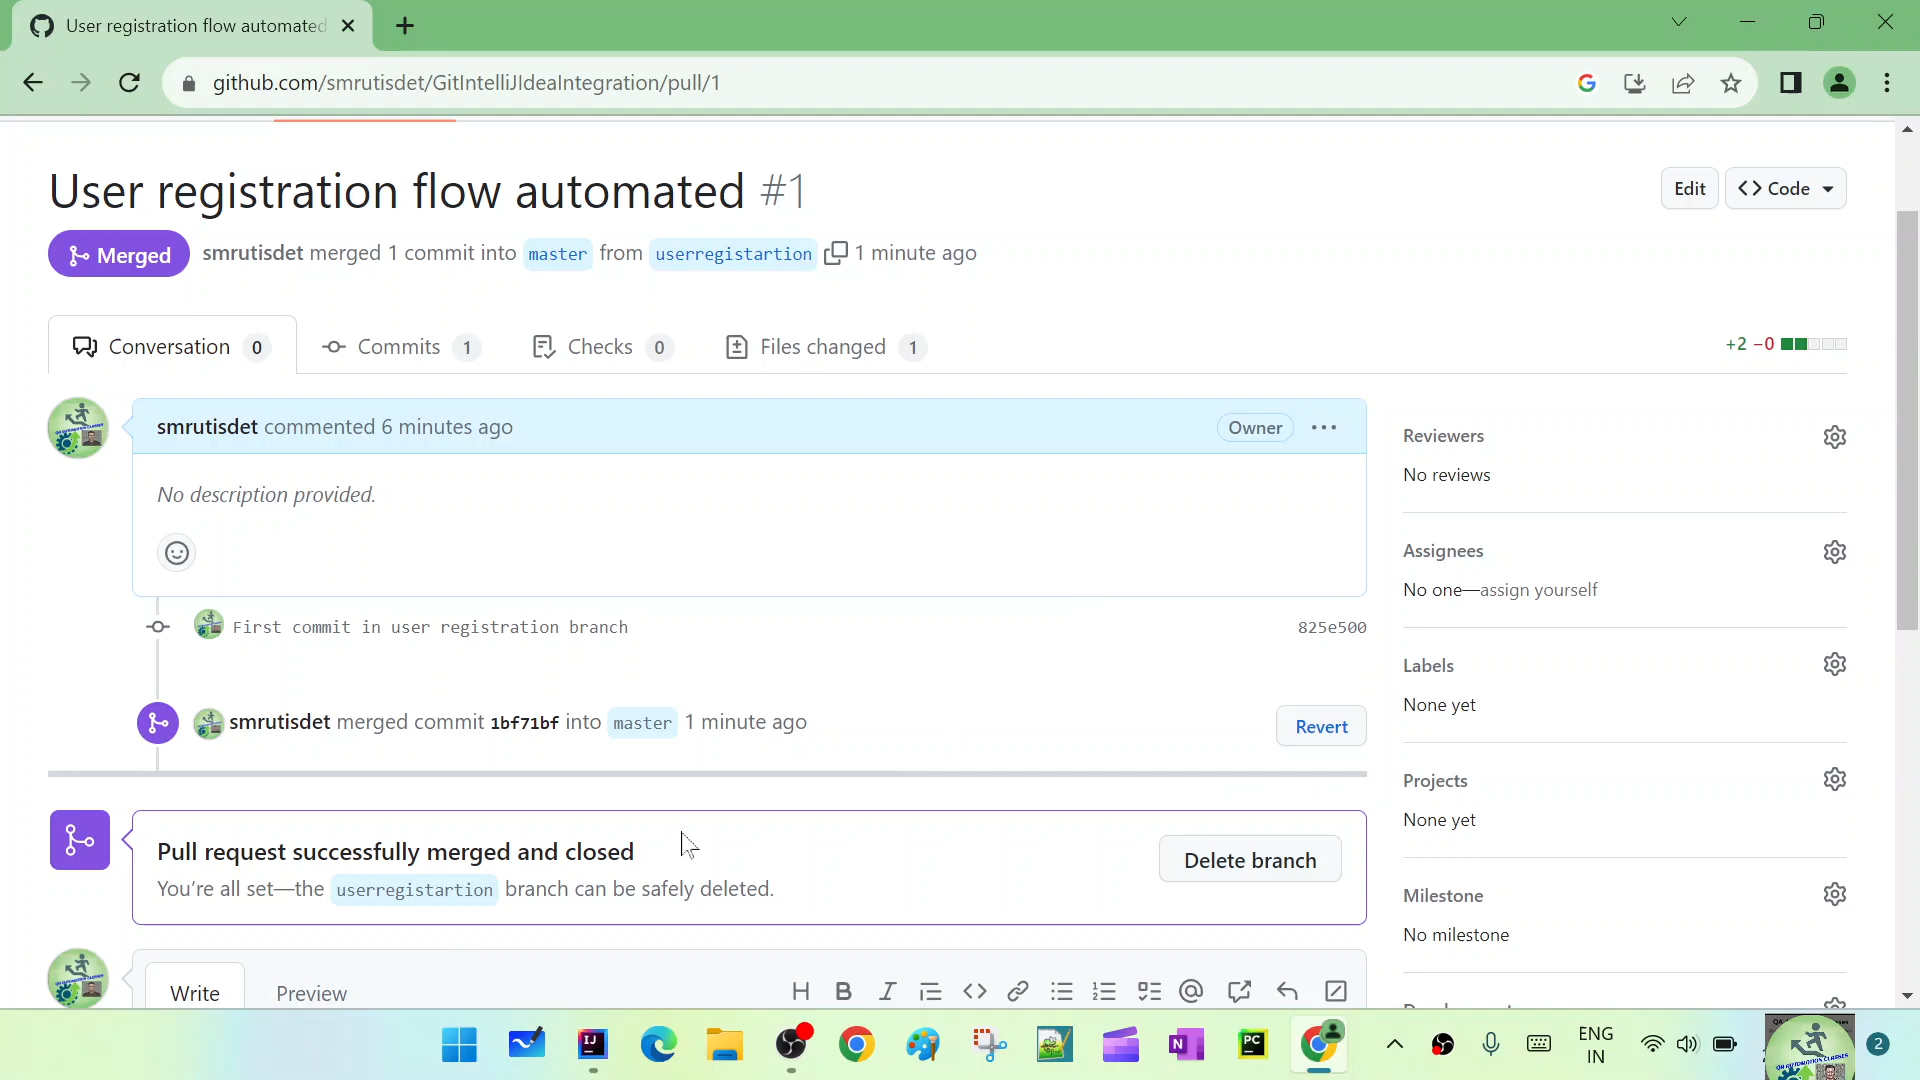 User registration flow automated
github.com/smrutisdet/GitIntelliJIdeaIntegration/pull/1
User registration flow automated #1
Edit
Code
Merged
smrutisdet merged 1 commit into master from userregistartion 1 minute ago
Conversation 0
Commits 1
Checks 0
Files changed 1
+2 −0
smrutisdet commented 6 minutes ago
Owner
No description provided.
First commit in user registration branch
825e500
smrutisdet merged commit 1bf71bf into master 1 minute ago
Revert
Pull request successfully merged and closed
You're all set—the userregistartion branch can be safely deleted.
Delete branch
Write
Preview
Reviewers
No reviews
Assignees
No one—assign yourself
Labels
None yet
Projects
None yet
Milestone
No milestone
ENG
IN
2